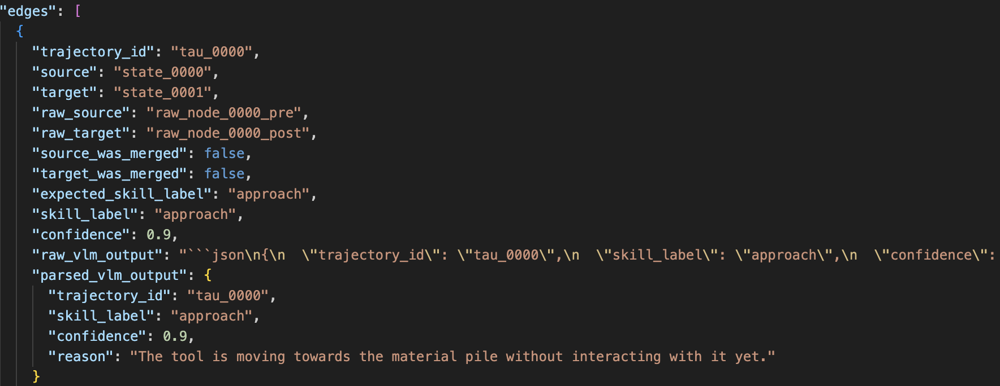 "edges": [
{
"trajectory_id": "tau_0000",
"source": "state_0000",
"target": "state_0001",
"raw_source": "raw_node_0000_pre",
"raw_target": "raw_node_0000_post",
"source_was_merged": false,
"target_was_merged": false,
"expected_skill_label": "approach",
"skill_label": "approach",
"confidence": 0.9,
"raw_vlm_output": "```json\n{\n  \"trajectory_id\": \"tau_0000\",\n  \"skill_label\": \"approach\",\n  \"confidence\":
"parsed_vlm_output": {
"trajectory_id": "tau_0000",
"skill_label": "approach",
"confidence": 0.9,
"reason": "The tool is moving towards the material pile without interacting with it yet."
}